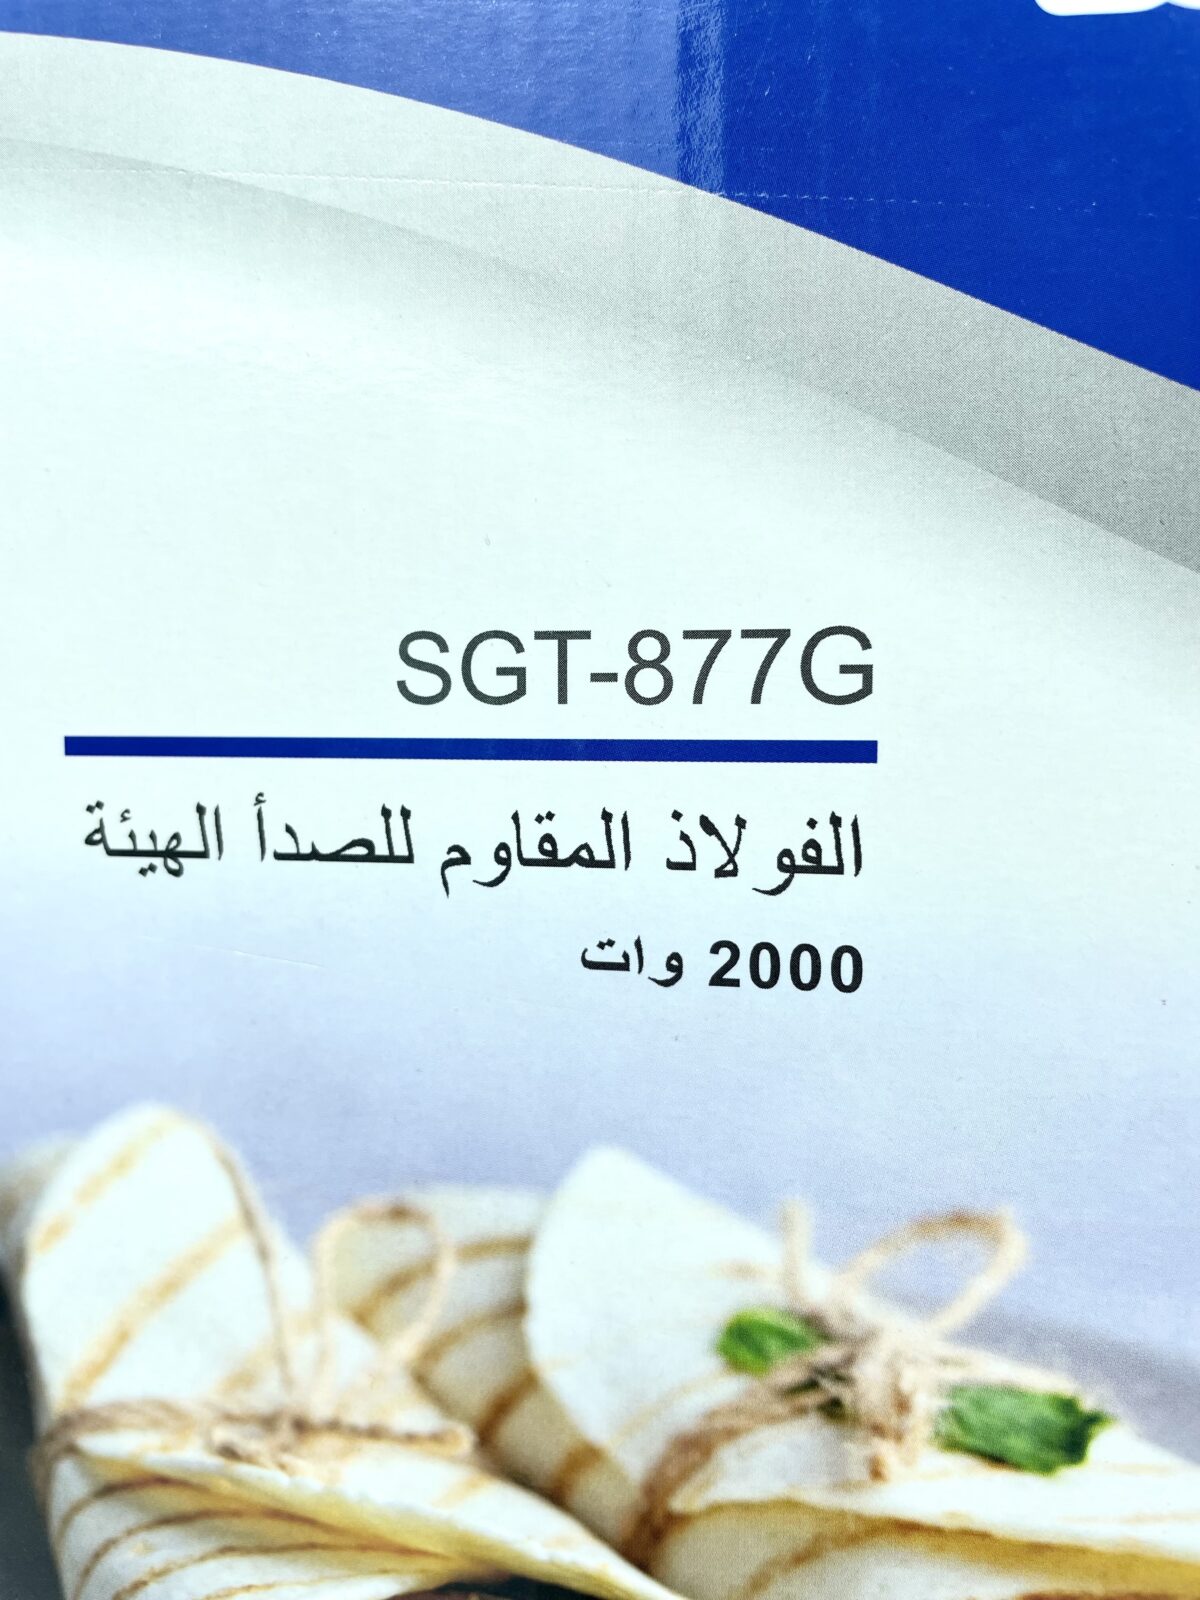 SGT-877G
الفولاذ المقاوم للصدأ الهيئة
2000 وات